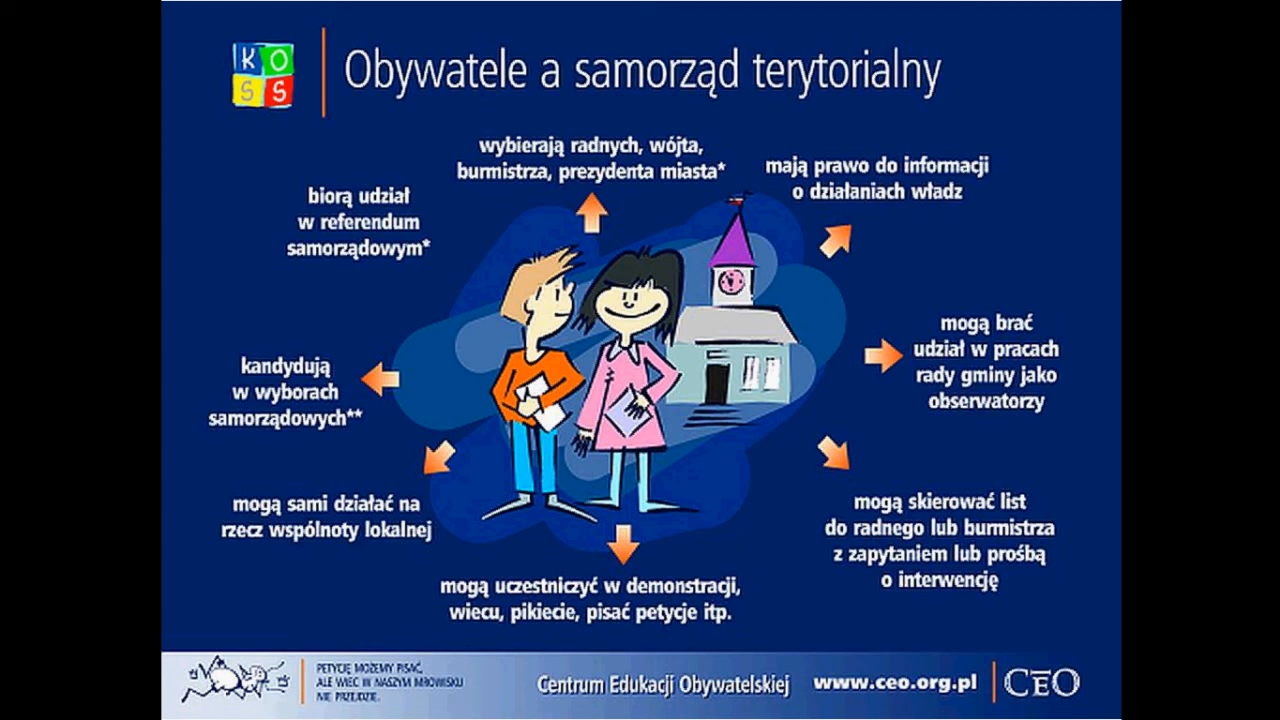 KO
SS
Obywatele a samorząd terytorialny
wybierają radnych, wójta,
burmistrza, prezydenta miasta*
mają prawo do informacji
o działaniach władz
biorą udział
w referendum
samorządowym*
mogą brać
udział w pracach
rady gminy jako
obserwatorzy
kandydują
w wyborach
samorządowych**
mogą skierować list
do radnego lub burmistrza
z zapytaniem lub prośbą
o interwencję
mogą sami działać na
rzecz wspólnoty lokalnej
mogą uczestniczyć w demonstracji,
wiecu, pikiecie, pisać petycje itp.
PETYCJĘ MOŻEMY PISAĆ,
ALE WIEC W NASZYM MROWISKU
NIE PRZEJDZIE.
Centrum Edukacji Obywatelskiej
www.ceo.org.pl
CEO